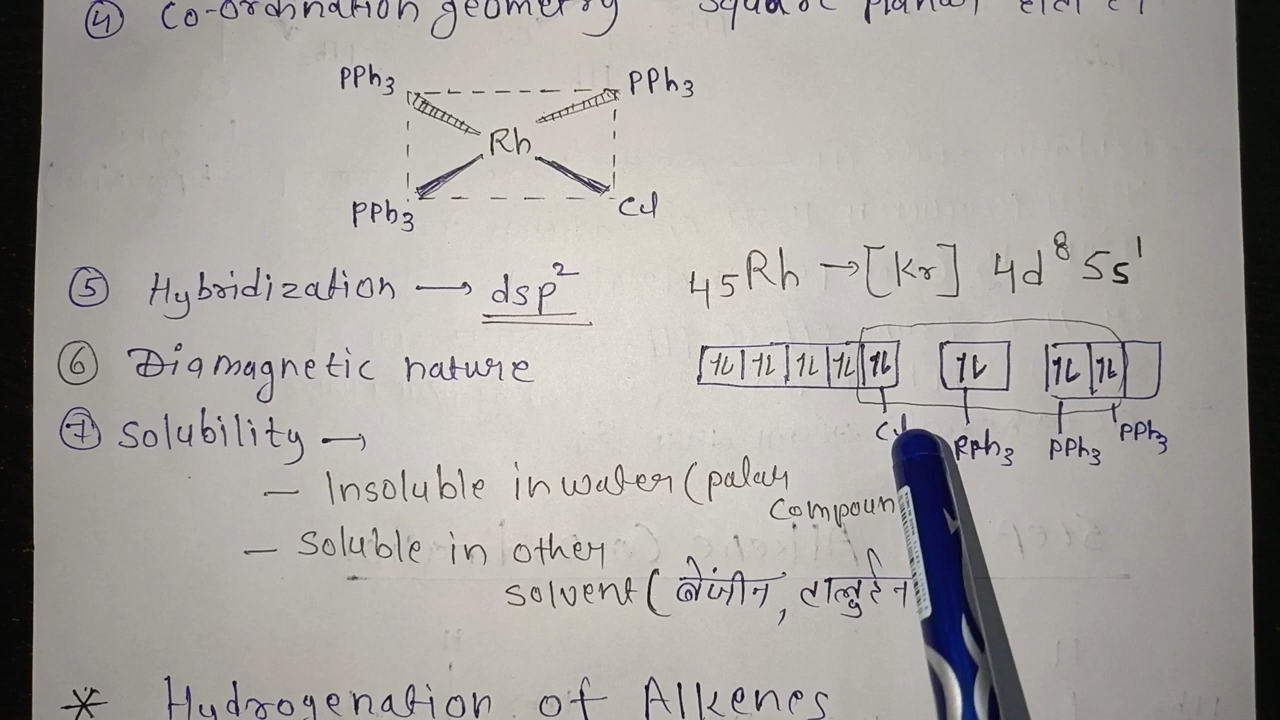 ④ Co-ordination geometry square planar होती है।
PPh3 PPh3
Rh
PPh3 Cl
⑤ Hybridization → dsp² 45Rh → [Kr] 4d⁸ 5s¹
⑥ Diamagnetic nature
⑦ Solubility →
Cl PPh3 PPh3 PPh3
- Insoluble in water (polar
compoun
- Soluble in other
solvent ( बेंजीन, टालुईन
* Hydrogenation of Alkenes